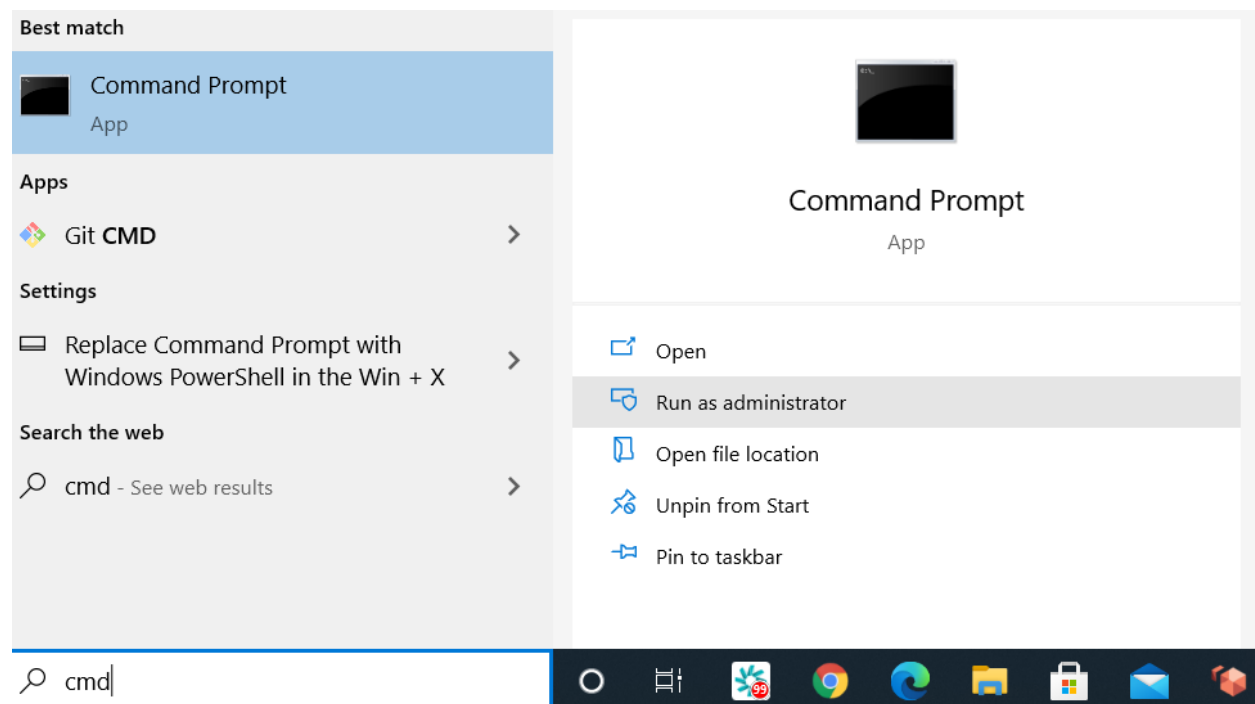 Best match
Command Prompt
App
Apps
Git CMD
Settings
Replace Command Prompt with
Windows PowerShell in the Win + X
Search the web
cmd - See web results
cmd
Command Prompt
App
Open
Run as administrator
Open file location
Unpin from Start
Pin to taskbar
99